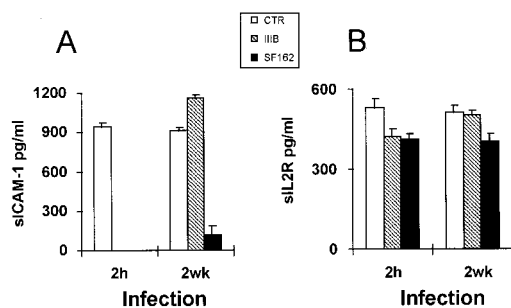 CTR
IIIB
SF162
A
sICAM-1 pg/ml
1200
900
600
300
0
2h 2wk
Infection
B
sIL2R pg/ml
600
300
0
2h 2wk
Infection